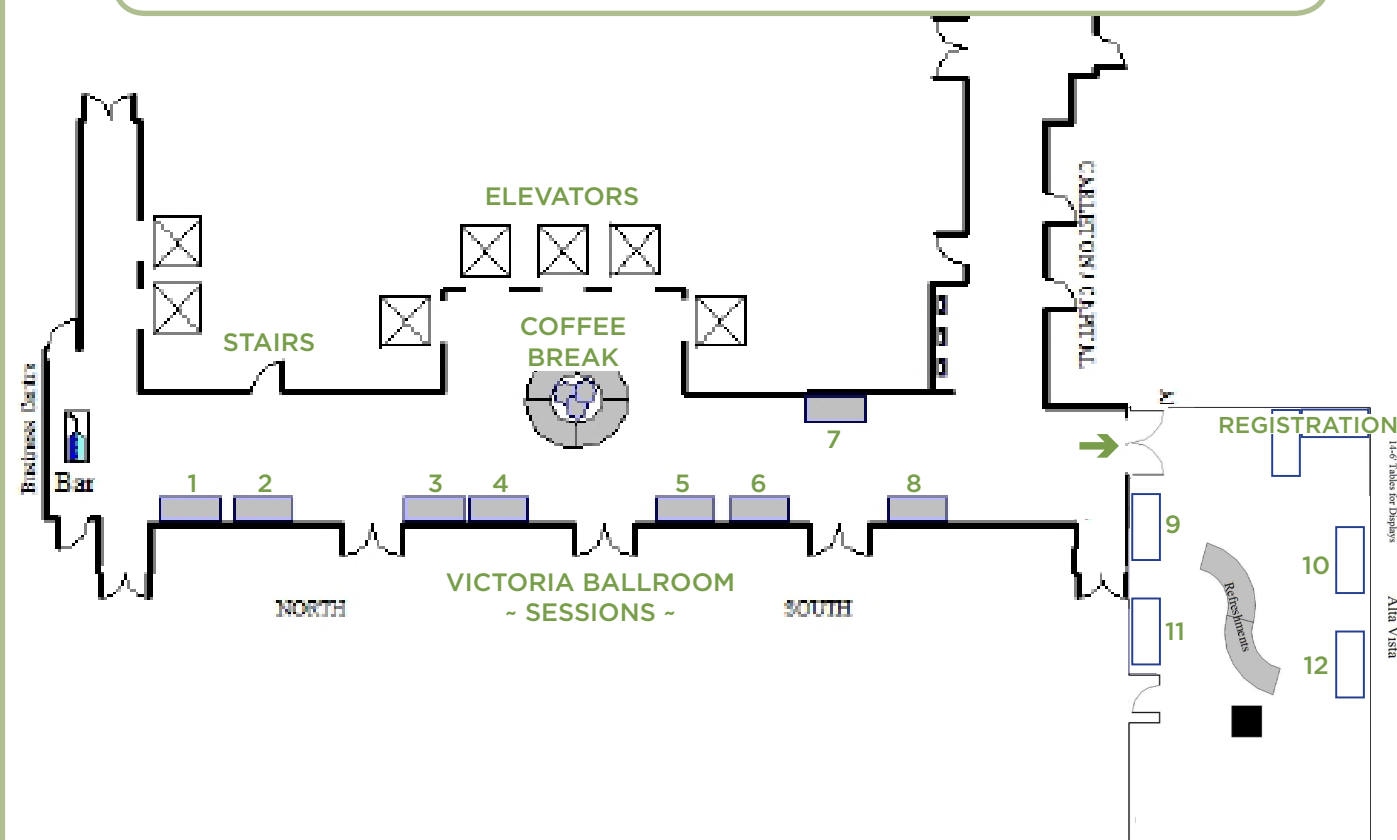 ELEVATORS
STAIRS
COFFEE
BREAK
CARLETON / CAPITAL
7
REGISTRATION
14-6' Tables for Displays
Alta Vista
Business Centre
Bar
1
2
3
4
5
6
8
9
10
11
12
Refreshments
VICTORIA BALLROOM
~ SESSIONS ~
NORTH
SOUTH